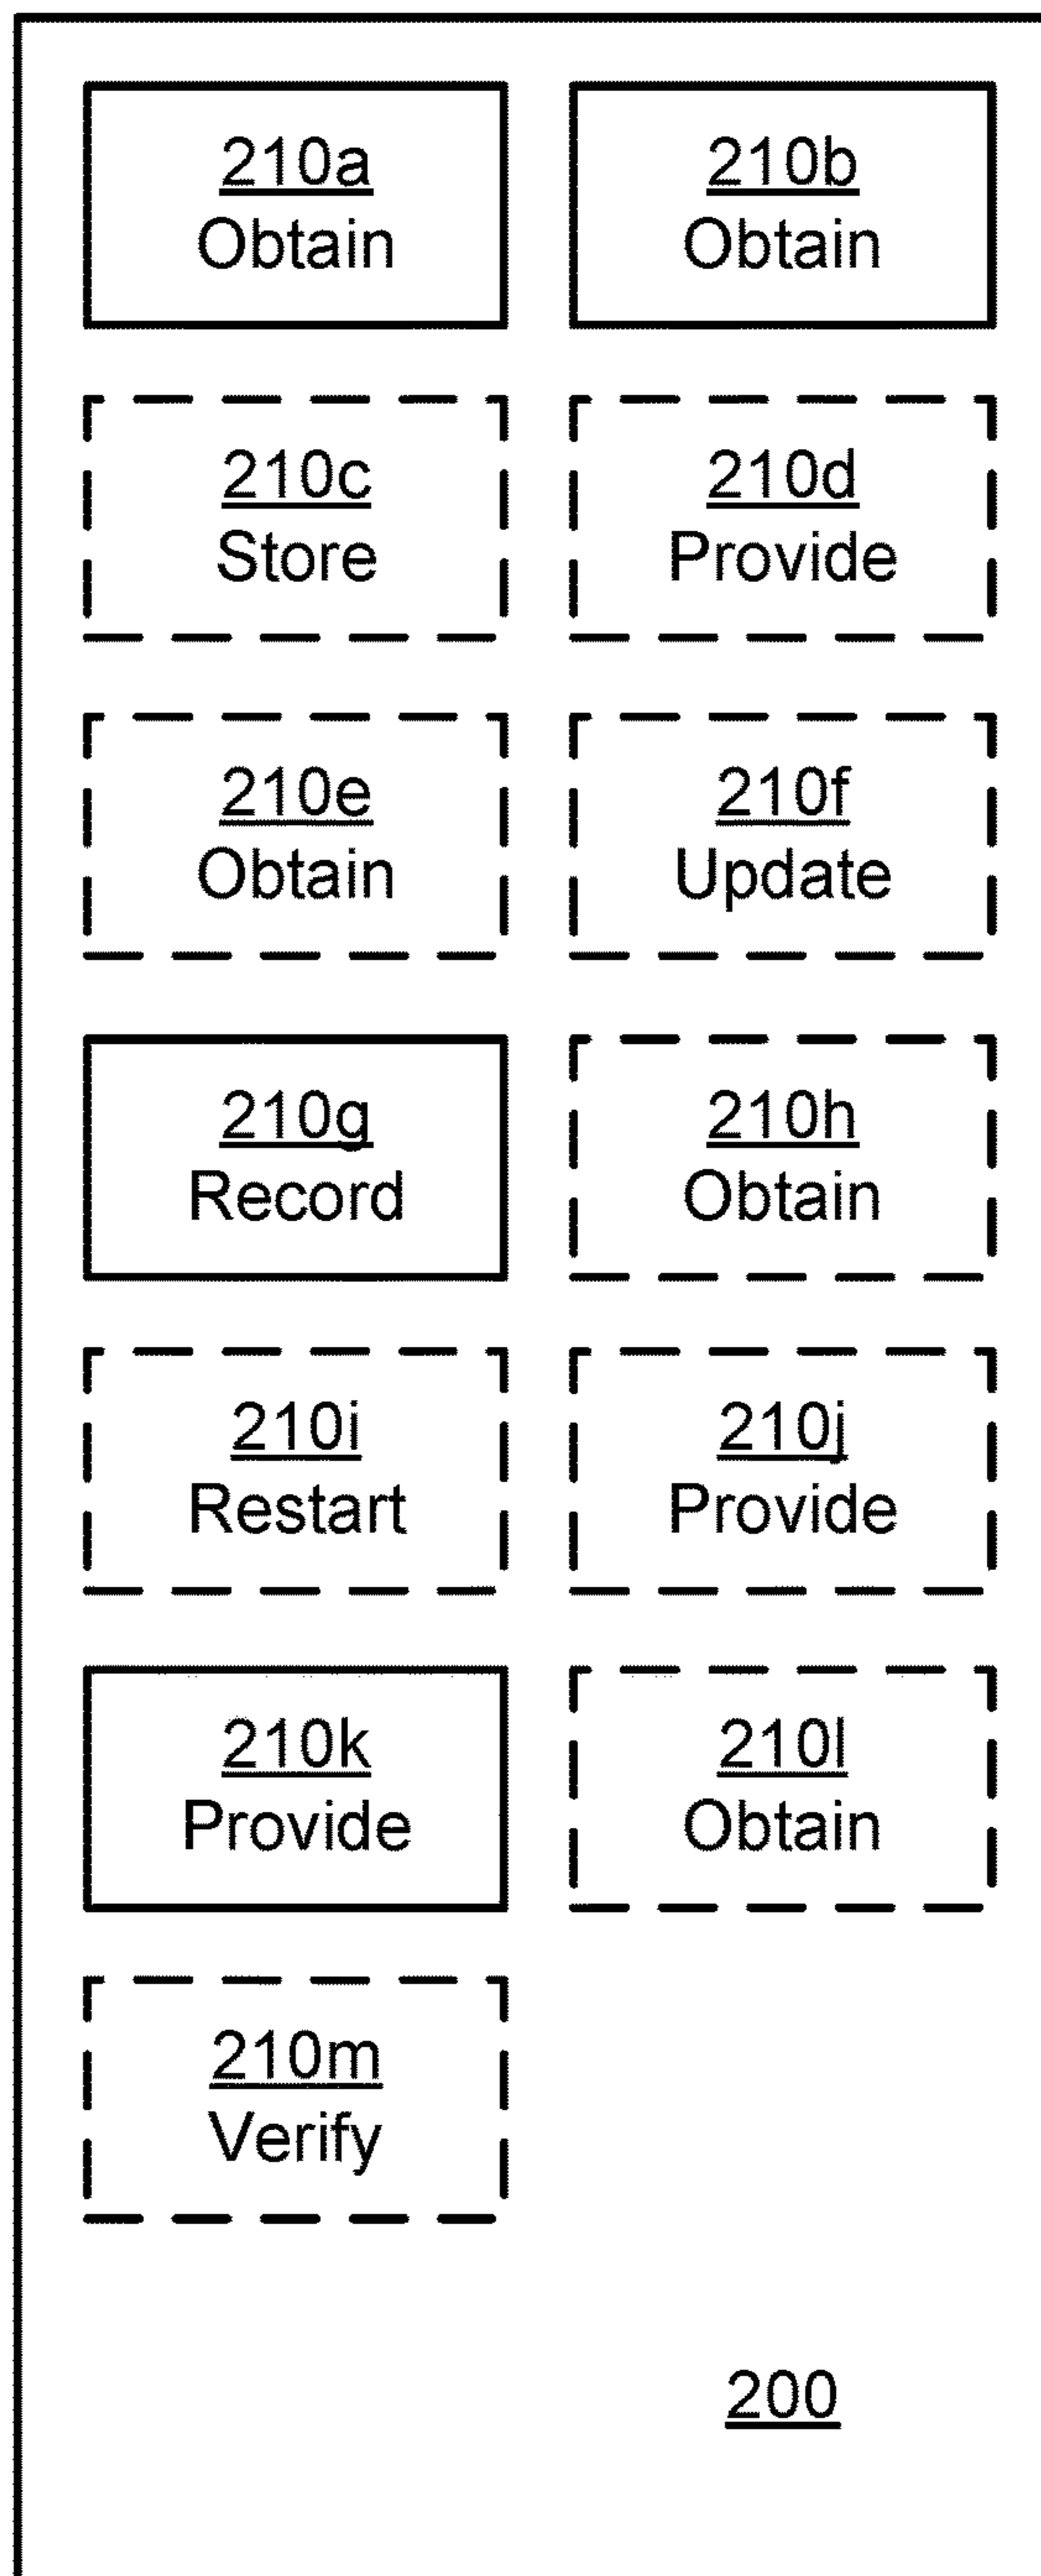 210a
Obtain
210b
Obtain
210c
Store
210d
Provide
210e
Obtain
210f
Update
210g
Record
210h
Obtain
210i
Restart
210j
Provide
210k
Provide
210l
Obtain
210m
Verify
200